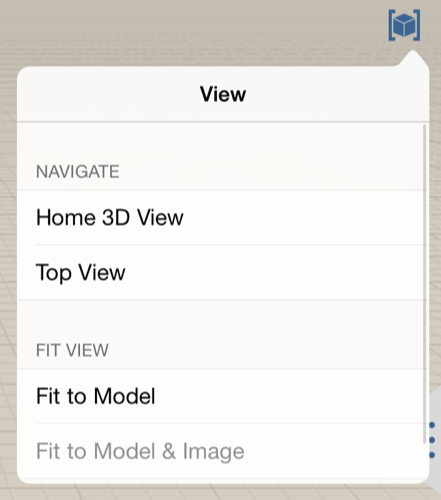 View
NAVIGATE
Home 3D View
Top View
FIT VIEW
Fit to Model
Fit to Model & Image